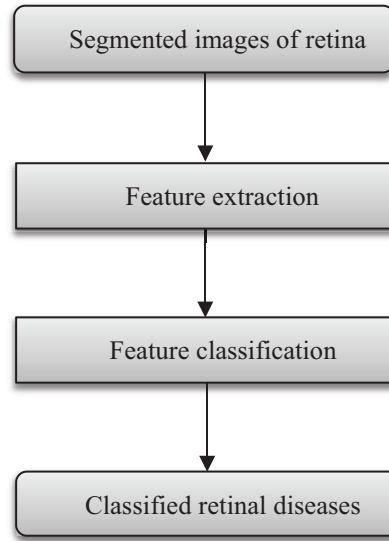 Segmented images of retina
Feature extraction
Feature classification
Classified retinal diseases